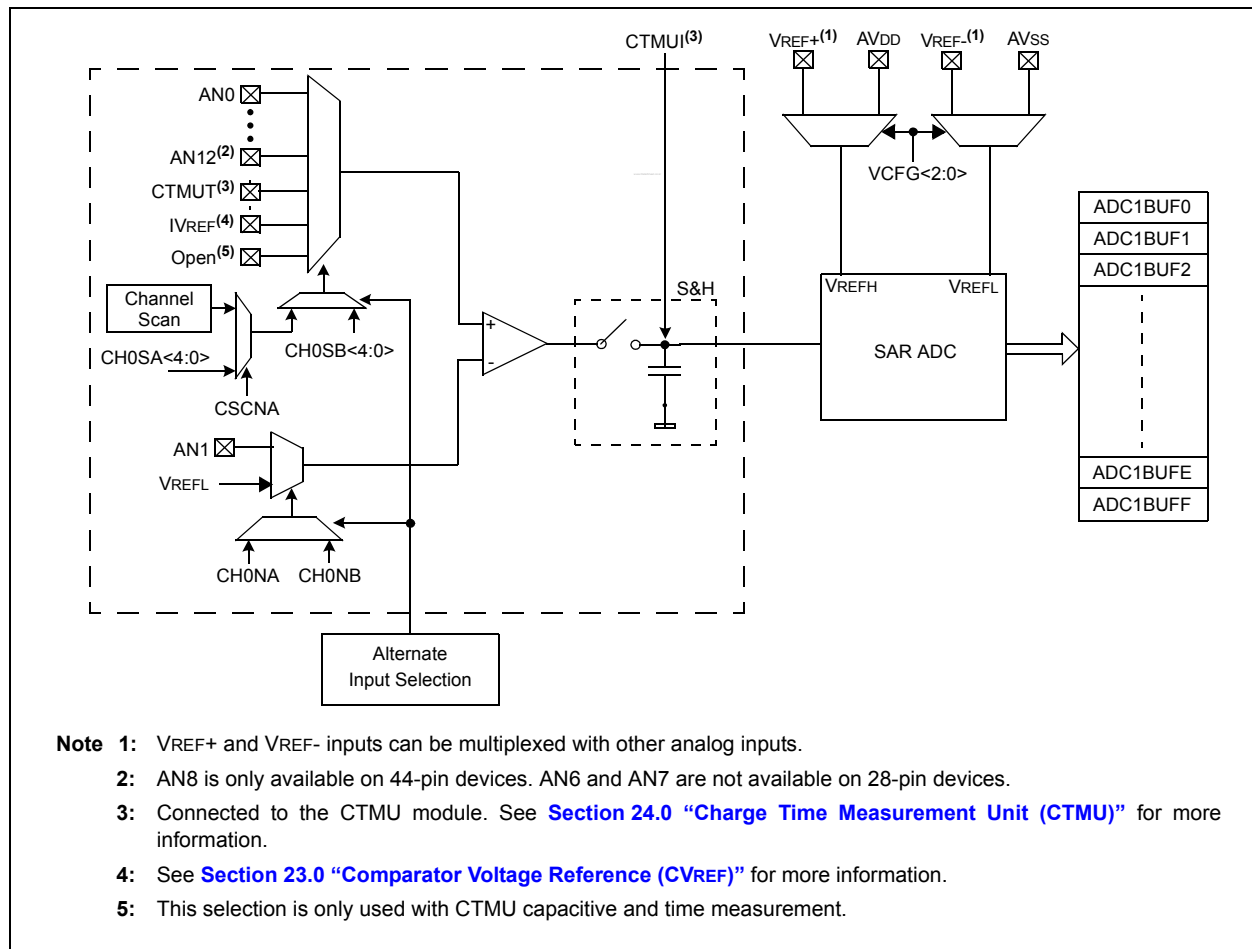 CTMUI(3)
VREF+(1) AVDD VREF-(1) AVSS
AN0
AN12(2)
CTMUT(3)
IVREF(4)
Open(5)
VCFG<2:0>
Channel
Scan
CH0SA<4:0>
CH0SB<4:0>
CSCNA
+
-
S&H
VREFH VREFL
SAR ADC
ADC1BUF0
ADC1BUF1
ADC1BUF2
ADC1BUFE
ADC1BUFF
AN1
VREFL
CH0NA CH0NB
Alternate
Input Selection
Note 1: VREF+ and VREF- inputs can be multiplexed with other analog inputs.
2: AN8 is only available on 44-pin devices. AN6 and AN7 are not available on 28-pin devices.
3: Connected to the CTMU module. See Section 24.0 “Charge Time Measurement Unit (CTMU)” for more
information.
4: See Section 23.0 “Comparator Voltage Reference (CVREF)” for more information.
5: This selection is only used with CTMU capacitive and time measurement.